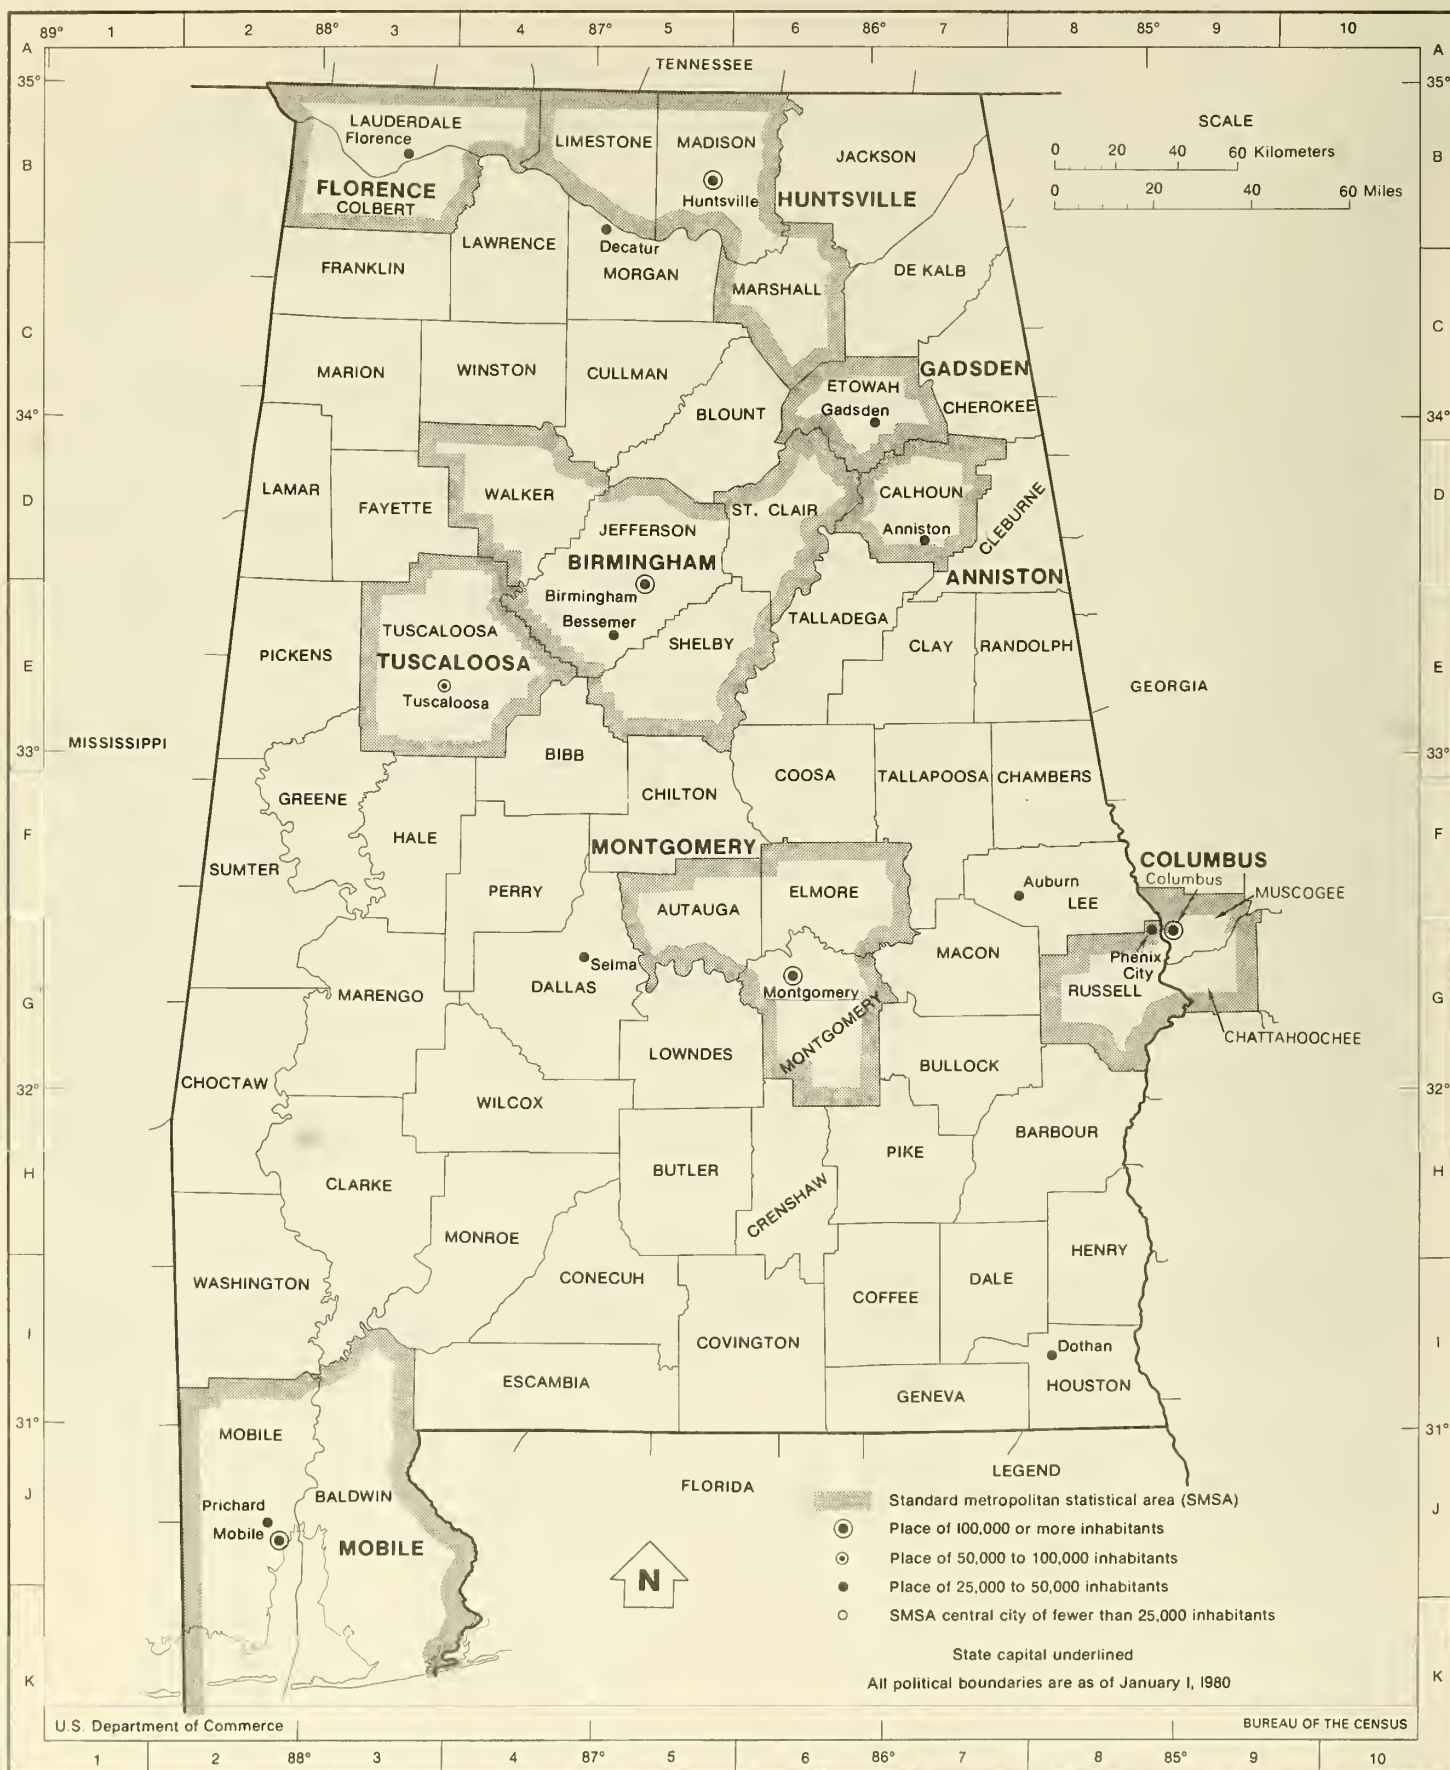 1 2 3 4 5 6 7 8 9 10
89° 88° 87° 86° 85°
A
A
35°
35°
TENNESSEE
SCALE
0 20 40 60 Kilometers
0 20 40 60 Miles
B
B
LAUDERDALE
Florence
FLORENCE
COLBERT
LIMESTONE
MADISON
Huntsville
HUNTSVILLE
JACKSON
LAWRENCE
Decatur
MORGAN
FRANKLIN
MARSHALL
DE KALB
C
C
MARION
WINSTON
CULLMAN
BLOUNT
ETOWAH
Gadsden
GADSDEN
CHEROKEE
34°
34°
D
D
LAMAR
FAYETTE
WALKER
JEFFERSON
ST. CLAIR
CALHOUN
Anniston
CLEBURNE
ANNISTON
BIRMINGHAM
Birmingham
Bessemer
SHELBY
TALLADEGA
CLAY
RANDOLPH
E
E
PICKENS
TUSCALOOSA
TUSCALOOSA
Tuscaloosa
GEORGIA
MISSISSIPPI
33°
33°
BIBB
COOSA
TALLAPOOSA
CHAMBERS
GREENE
CHILTON
F
F
HALE
SUMTER
PERRY
MONTGOMERY
AUTAUGA
ELMORE
Auburn
LEE
COLUMBUS
Columbus
MUSCOGEE
Phenix
City
RUSSELL
CHATTAHOOCHEE
MACON
Selma
DALLAS
Montgomery
MONTGOMERY
G
G
MARENGO
LOWNDES
BULLOCK
CHOCTAW
32°
32°
WILCOX
BARBOUR
H
H
CLARKE
BUTLER
CRENSHAW
PIKE
MONROE
HENRY
WASHINGTON
CONECUH
COFFEE
DALE
I
I
COVINGTON
Dothan
HOUSTON
ESCAMBIA
GENEVA
31°
31°
MOBILE
Prichard
Mobile
BALDWIN
MOBILE
J
J
FLORIDA
N
LEGEND
Standard metropolitan statistical area (SMSA)
Place of 100,000 or more inhabitants
Place of 50,000 to 100,000 inhabitants
Place of 25,000 to 50,000 inhabitants
SMSA central city of fewer than 25,000 inhabitants
State capital underlined
All political boundaries are as of January 1, 1980
K
K
U.S. Department of Commerce
BUREAU OF THE CENSUS
1 2 88° 3 4 87° 5 6 86° 7 8 85° 9 10